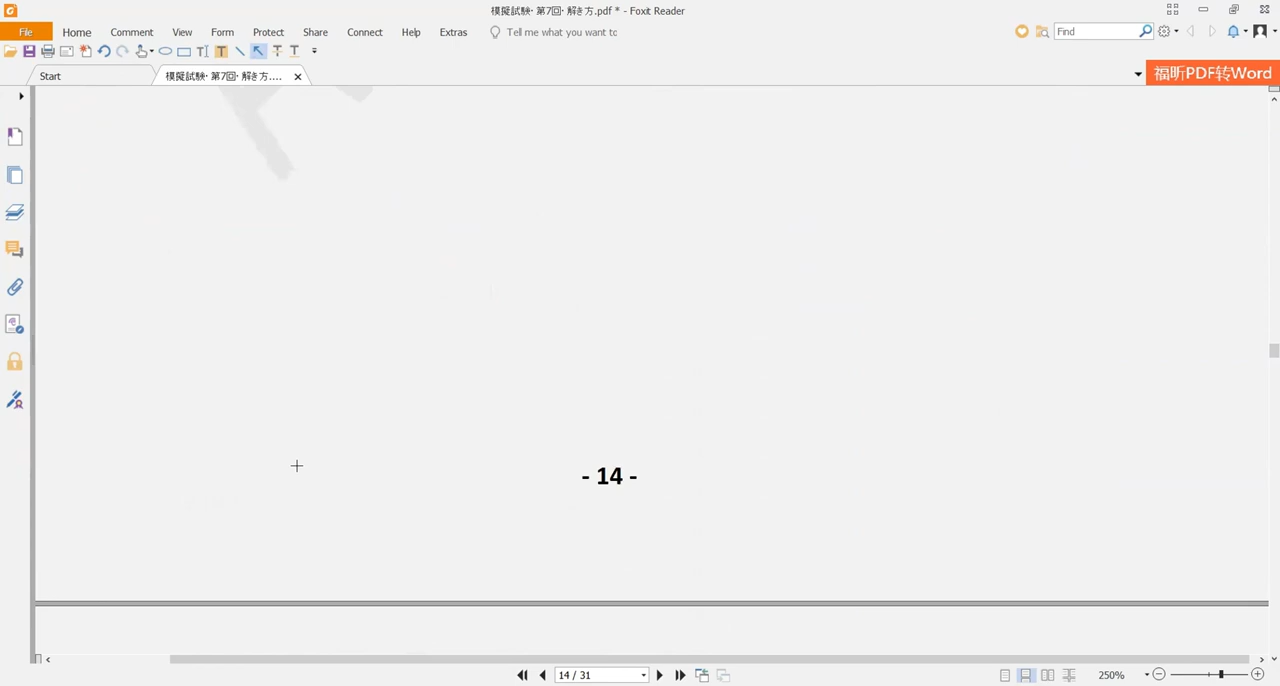 模擬試験· 第7回· 解き方.pdf * - Foxit Reader
File Home Comment View Form Protect Share Connect Help Extras Tell me what you want to Find
Start 模擬試験· 第7回· 解き方.... 福昕PDF转Word
- 14 -
14 / 31 250%